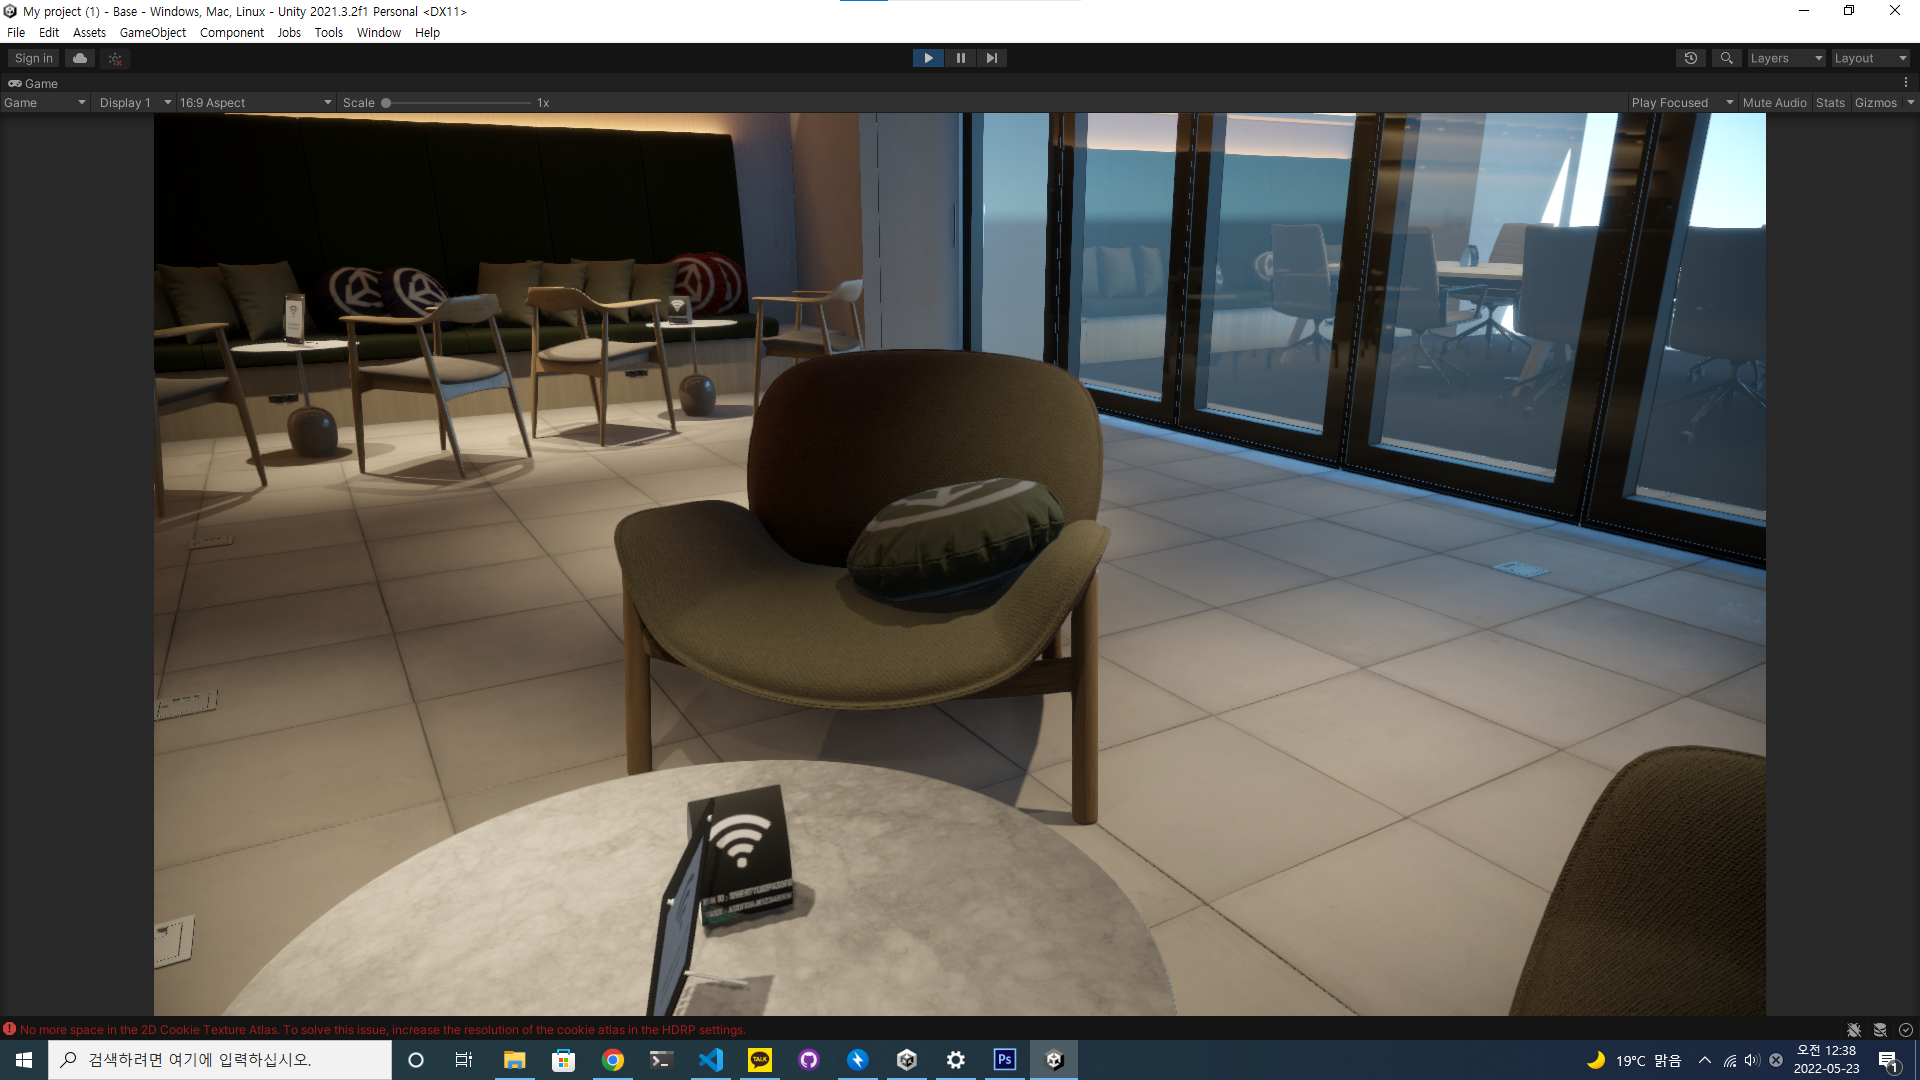 My project (1) - Base - Windows, Mac, Linux - Unity 2021.3.2f1 Personal <DX11>
File Edit Assets GameObject Component Jobs Tools Window Help
Sign in
Layers
Layout
Game
Game
Display 1
16:9 Aspect
Scale
1x
Play Focused
Mute Audio
Stats
Gizmos
No more space in the 2D Cookie Texture Atlas. To solve this issue, increase the resolution of the cookie atlas in the HDRP settings.
검색하려면 여기에 입력하십시오.
TALK
Ps
19°C 맑음
오전 12:38
2022-05-23
1